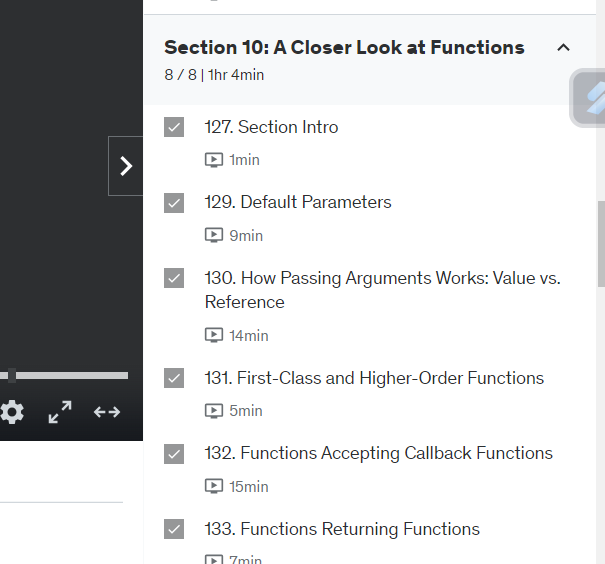 Section 10: A Closer Look at Functions
8 / 8 | 1hr 4min
127. Section Intro
1min
129. Default Parameters
9min
130. How Passing Arguments Works: Value vs.
Reference
14min
131. First-Class and Higher-Order Functions
5min
132. Functions Accepting Callback Functions
15min
133. Functions Returning Functions
7min